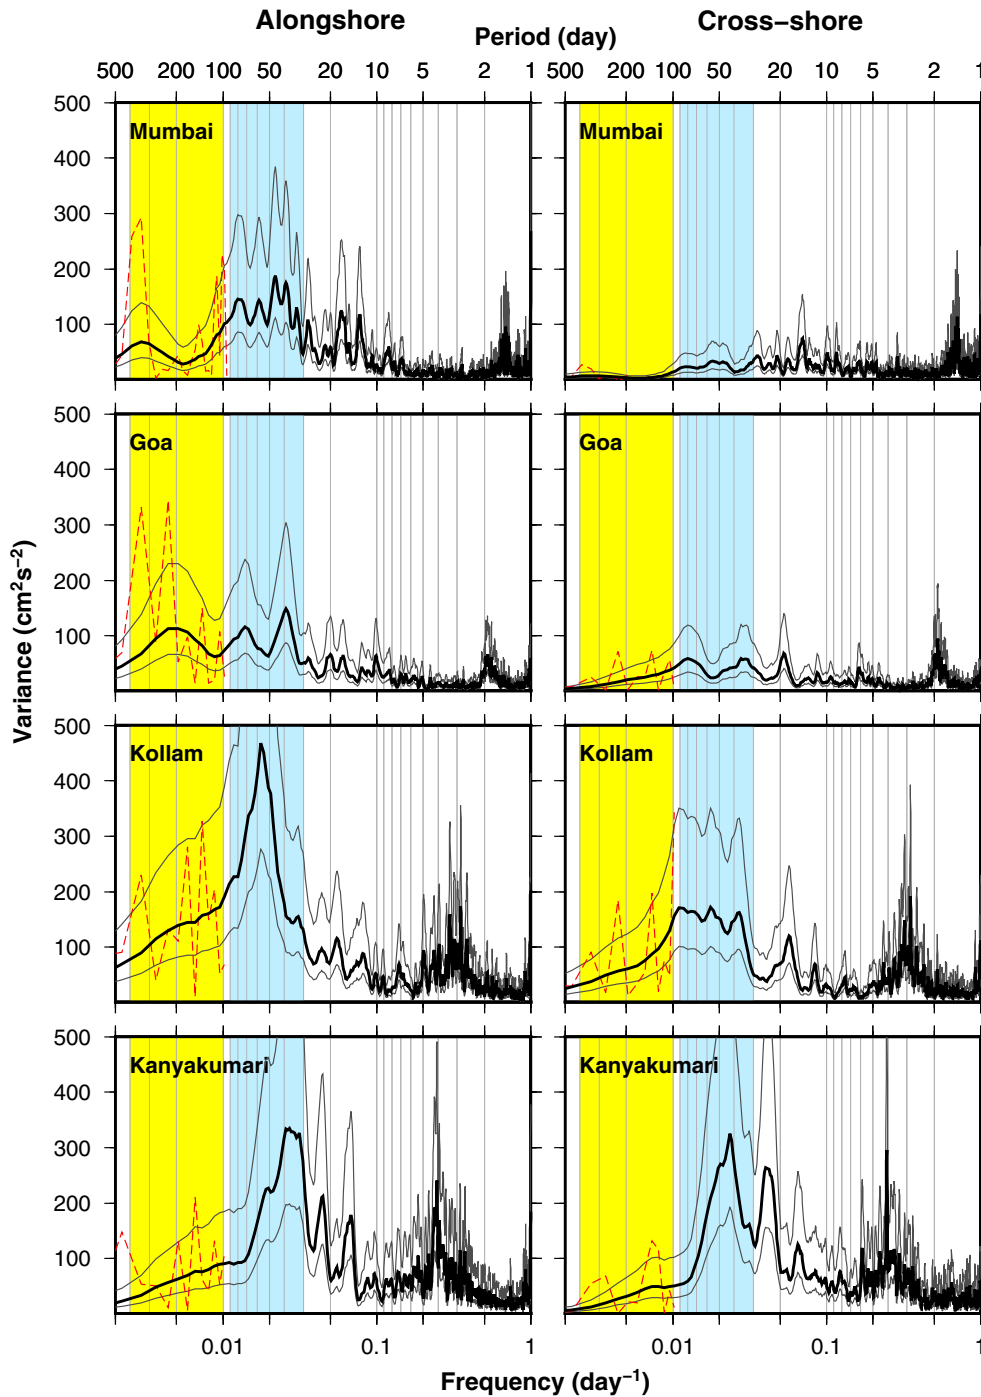 Alongshore
Cross−shore
Period (day)
500 200 100 50 20 10 5 2 1
500 200 100 50 20 10 5 2 1
Mumbai
Mumbai
500
400
300
200
100
Goa
Goa
500
400
300
200
100
Variance (cm²s⁻²)
Kollam
Kollam
500
400
300
200
100
Kanyakumari
Kanyakumari
500
400
300
200
100
0.01 0.1 1
0.01 0.1 1
Frequency (day⁻¹)